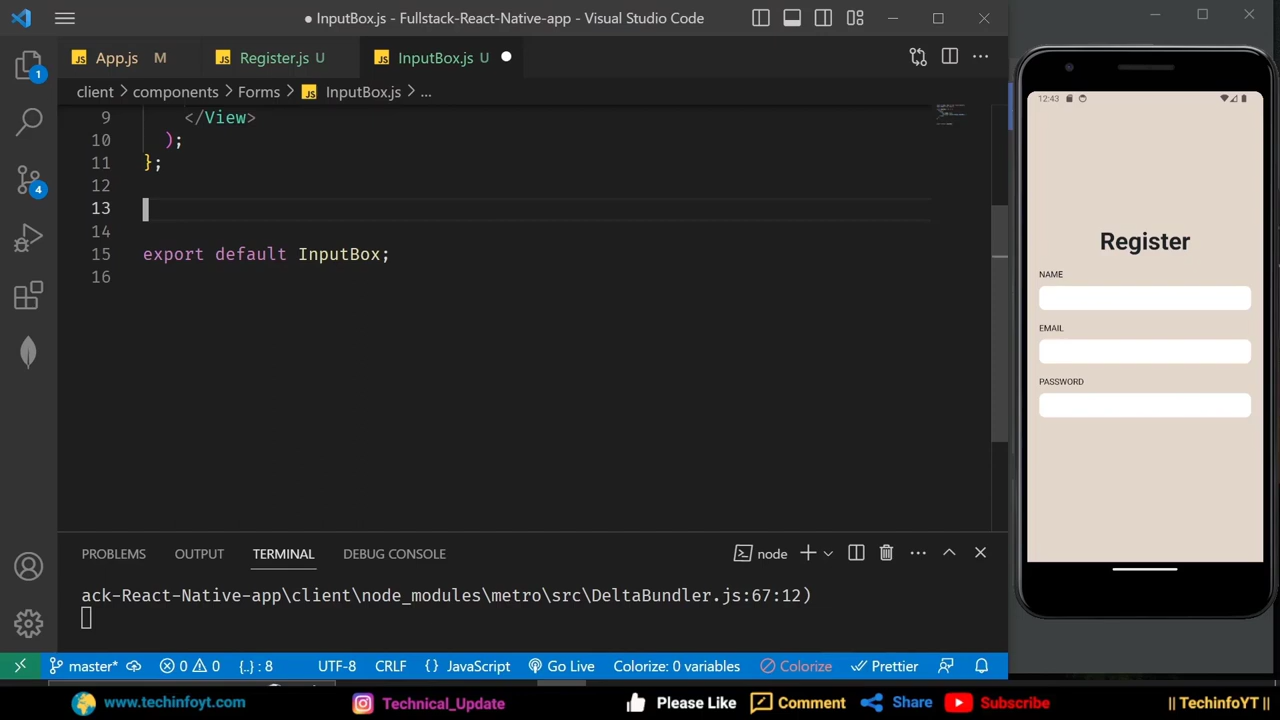 ● InputBox.js - Fullstack-React-Native-app - Visual Studio Code
JS App.js M JS Register.js U JS InputBox.js U
client > components > Forms > JS InputBox.js > ...
9 </View>
10 );
11 };
12
13
14
15 export default InputBox;
16
1
4
PROBLEMS OUTPUT TERMINAL DEBUG CONSOLE node
ack-React-Native-app\client\node_modules\metro\src\DeltaBundler.js:67:12)
master* 0 0 {..} : 8 UTF-8 CRLF {} JavaScript Go Live Colorize: 0 variables Colorize Prettier
12:43
Register
NAME
EMAIL
PASSWORD
www.techinfoyt.com Technical_Update Please Like Comment Share Subscribe || TechinfoYT ||